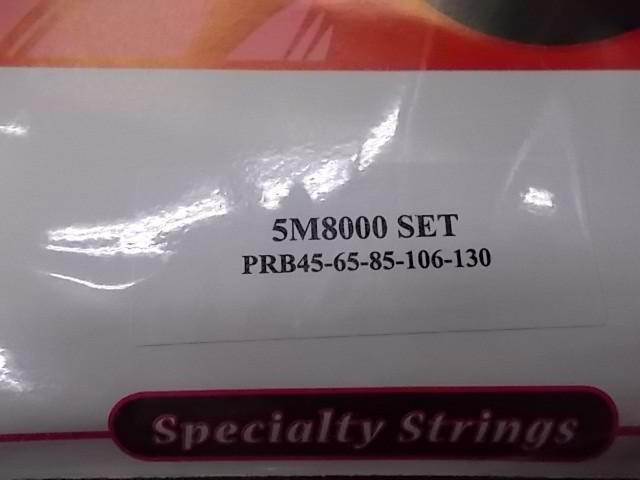 5M8000 SET
PRB45-65-85-106-130
Specialty Strings